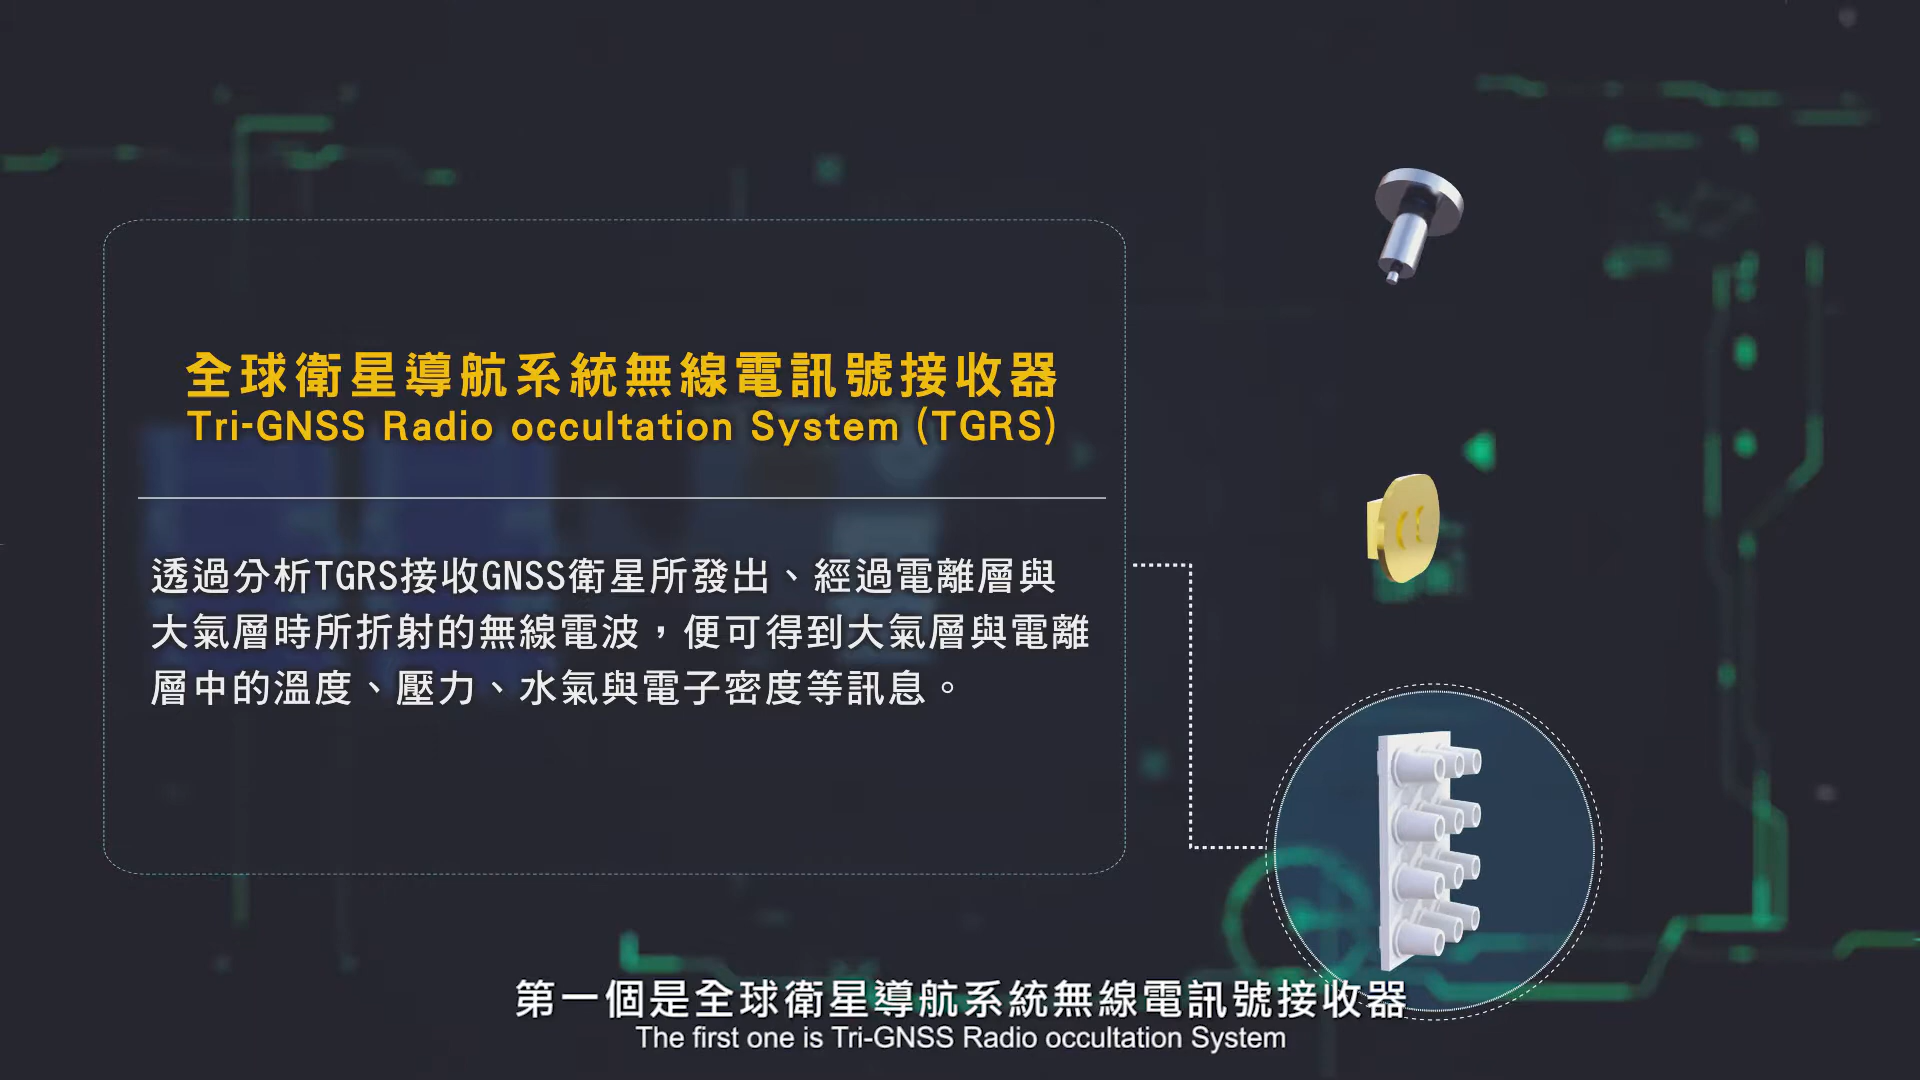 全球衛星導航系統無線電訊號接收器
Tri-GNSS Radio occultation System (TGRS)
透過分析TGRS接收GNSS衛星所發出、經過電離層與
大氣層時所折射的無線電波，便可得到大氣層與電離
層中的溫度、壓力、水氣與電子密度等訊息。
第一個是全球衛星導航系統無線電訊號接收器
The first one is Tri-GNSS Radio occultation System